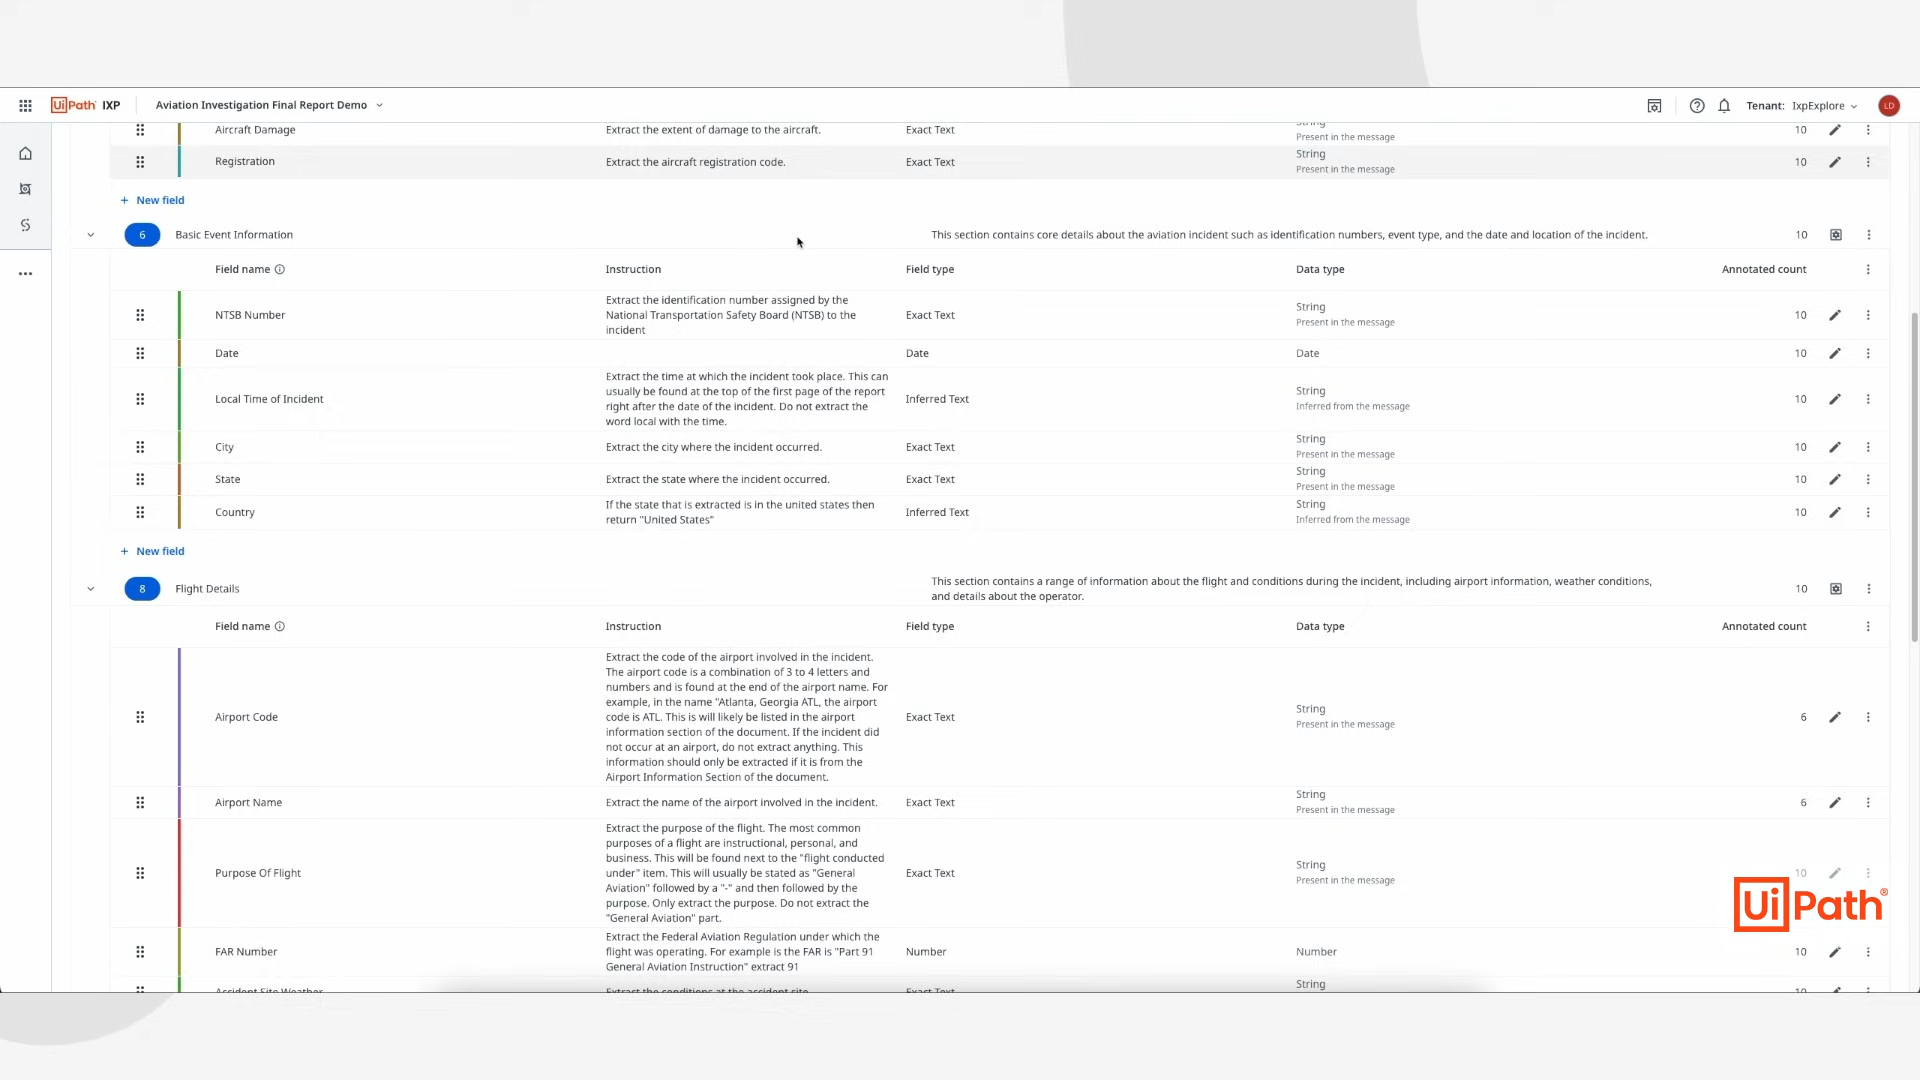 UiPath IXP Aviation Investigation Final Report Demo Tenant: IxpExplore LD
Aircraft Damage Extract the extent of damage to the aircraft. Exact Text String 10
Present in the message
Registration Extract the aircraft registration code. Exact Text String 10
Present in the message
+ New field
6 Basic Event Information This section contains core details about the aviation incident such as identification numbers, event type, and the date and location of the incident. 10
Field name Instruction Field type Data type Annotated count
NTSB Number Extract the identification number assigned by the Exact Text String 10
National Transportation Safety Board (NTSB) to the Present in the message
incident
Date Date Date 10
Local Time of Incident Extract the time at which the incident took place. This can Inferred Text String 10
usually be found at the top of the first page of the report Inferred from the message
right after the date of the incident. Do not extract the
word local with the time.
City Extract the city where the incident occurred. Exact Text String 10
Present in the message
State Extract the state where the incident occurred. Exact Text String 10
Present in the message
Country If the state that is extracted is in the united states then Inferred Text String 10
return "United States" Inferred from the message
+ New field
8 Flight Details This section contains a range of information about the flight and conditions during the incident, including airport information, weather conditions, 10
and details about the operator.
Field name Instruction Field type Data type Annotated count
Airport Code Extract the code of the airport involved in the incident. Exact Text String 6
The airport code is a combination of 3 to 4 letters and Present in the message
numbers and is found at the end of the airport name. For
example, in the name "Atlanta, Georgia ATL, the airport
code is ATL. This is will likely be listed in the airport
information section of the document. If the incident did
not occur at an airport, do not extract anything. This
information should only be extracted if it is from the
Airport Information Section of the document.
Airport Name Extract the name of the airport involved in the incident. Exact Text String 6
Present in the message
Purpose Of Flight Extract the purpose of the flight. The most common Exact Text String 10
purposes of a flight are instructional, personal, and Present in the message
business. This will be found next to the "flight conducted
under" item. This will usually be stated as "General
Aviation" followed by a "-" and then followed by the
purpose. Only extract the purpose. Do not extract the
"General Aviation" part.
UiPath®
FAR Number Extract the Federal Aviation Regulation under which the Number Number 10
flight was operating. For example is the FAR is "Part 91
General Aviation Instruction" extract 91
Accident Site Weather Extract the conditions at the accident site Exact Text String 10